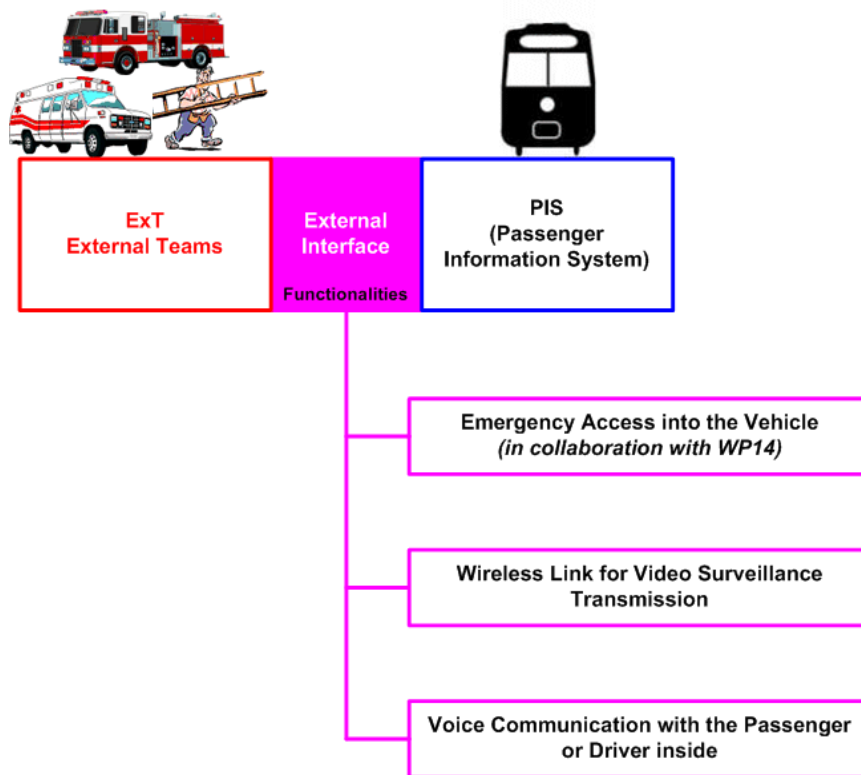 ExT
External Teams
External
Interface
Functionalities
PIS
(Passenger
Information System)
Emergency Access into the Vehicle
(in collaboration with WP14)
Wireless Link for Video Surveillance
Transmission
Voice Communication with the Passenger
or Driver inside